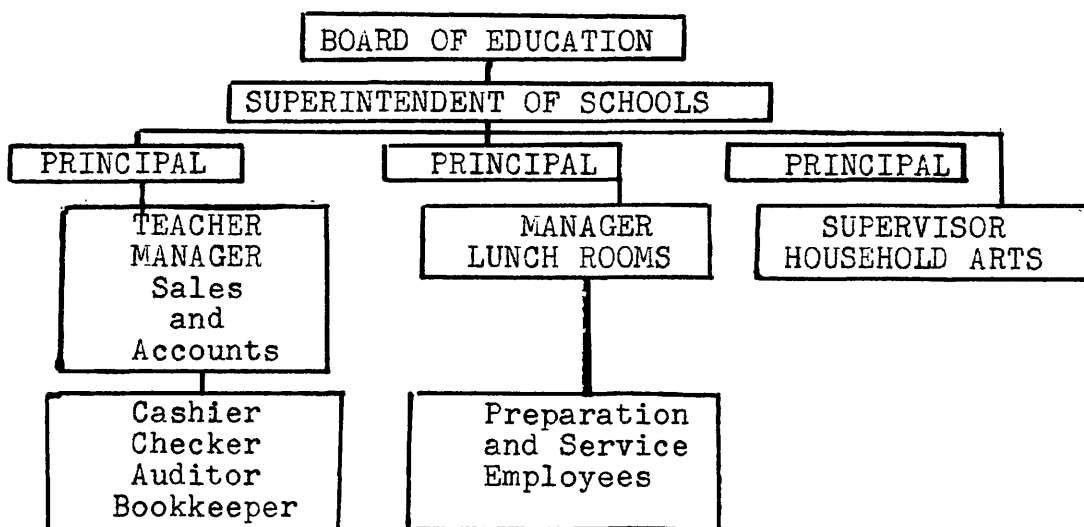 BOARD OF EDUCATION
SUPERINTENDENT OF SCHOOLS
PRINCIPAL
PRINCIPAL
PRINCIPAL
TEACHER
MANAGER
Sales
and
Accounts
MANAGER
LUNCH ROOMS
SUPERVISOR
HOUSEHOLD ARTS
Cashier
Checker
Auditor
Bookkeeper
Preparation
and Service
Employees